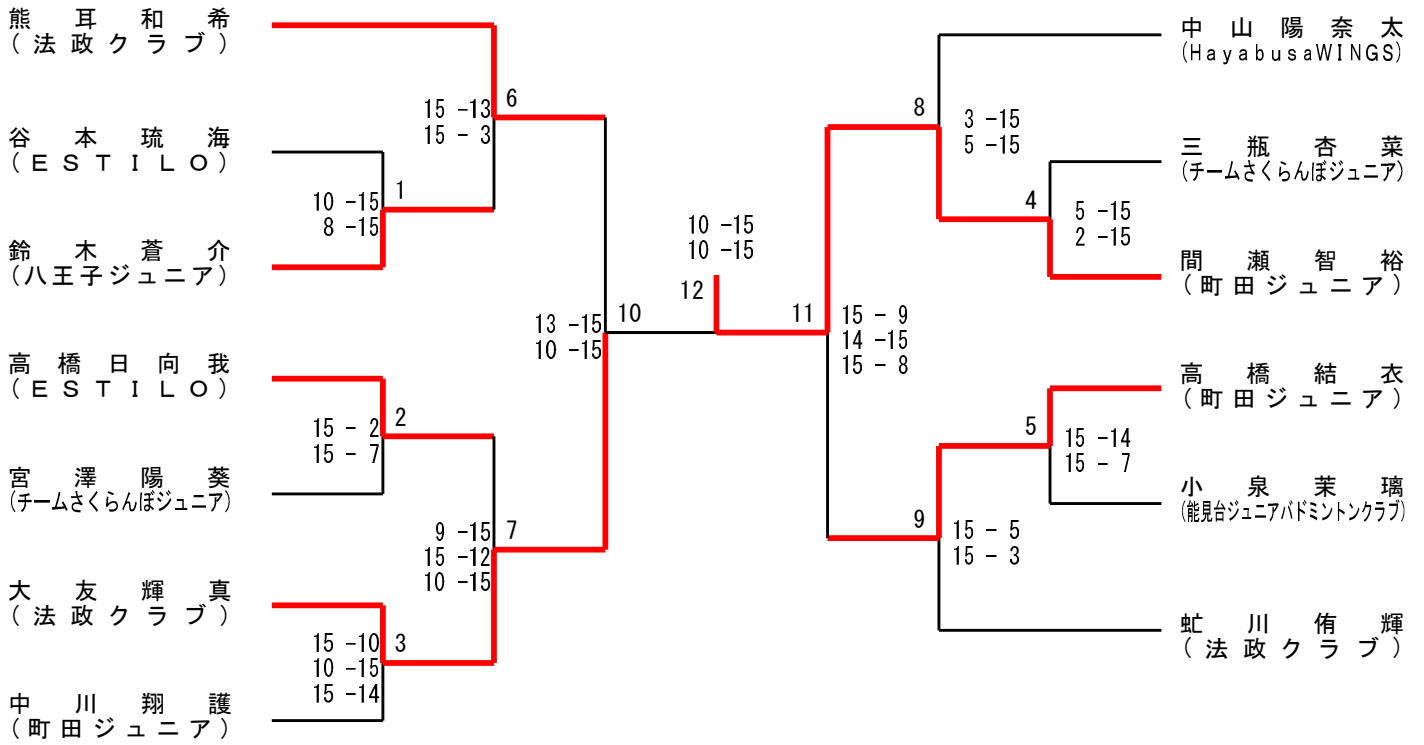 熊耳和希
(法政クラブ)
谷本琉海
(ESTILO)
鈴木蒼介
(八王子ジュニア)
高橋日向我
(ESTILO)
宮澤陽葵
(チームさくらんぼジュニア)
大友輝真
(法政クラブ)
中川翔護
(町田ジュニア)
1
10 -15
8 -15
2
15 - 2
15 - 7
3
15 -10
10 -15
15 -14
6
15 -13
15 - 3
7
9 -15
15 -12
10 -15
10
13 -15
10 -15
12
10 -15
10 -15
11
15 - 9
14 -15
15 - 8
8
3 -15
5 -15
9
15 - 5
15 - 3
4
5 -15
2 -15
5
15 -14
15 - 7
中山陽奈太
(HayabusaWINGS)
三瓶杏菜
(チームさくらんぼジュニア)
間瀬智裕
(町田ジュニア)
高橋結衣
(町田ジュニア)
小泉茉璃
(能見台ジュニアバドミントンクラブ)
虻川侑輝
(法政クラブ)